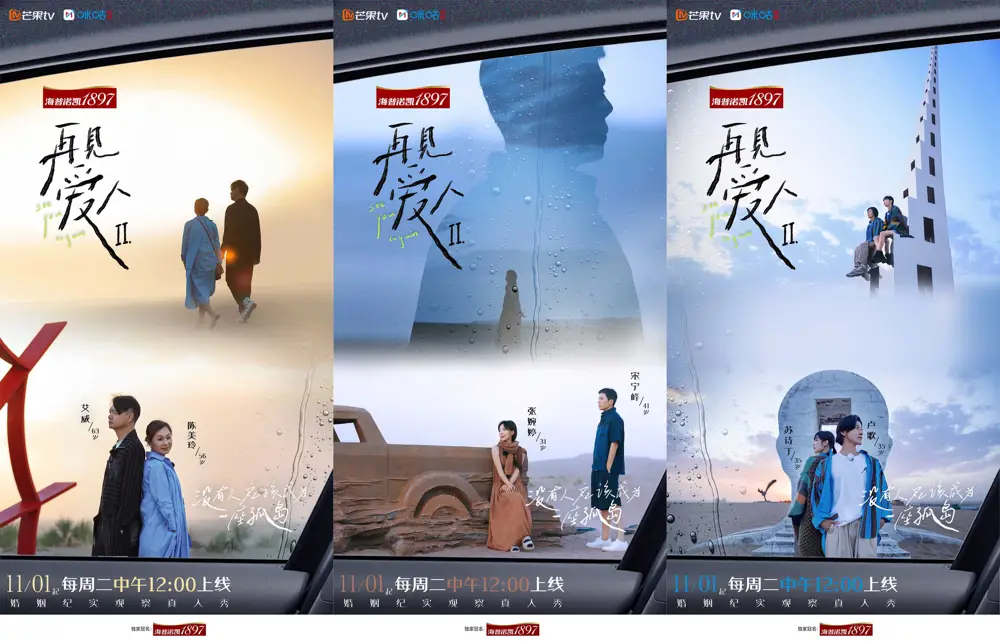 芒果tv 咪咕
海普诺凯1897
再見
爱人
see
you
again
II.
艾威/63岁
陈美玲/56岁
没有人应该成为
一座孤岛
11/01起 每周二中午12:00上线
婚姻纪实观察真人秀
独家冠名: 海普诺凯1897
芒果tv 咪咕
海普诺凯1897
再見
爱人
see
you
again
II.
宋宁峰/41岁
张婉婷/31岁
没有人应该成为
一座孤岛
11/01起 每周二中午12:00上线
婚姻纪实观察真人秀
独家冠名: 海普诺凯1897
芒果tv 咪咕
海普诺凯1897
再見
爱人
see
you
again
II.
卢歌/35岁
苏诗丁/35岁
没有人应该成为
一座孤岛
11/01起 每周二中午12:00上线
婚姻纪实观察真人秀
独家冠名: 海普诺凯1897